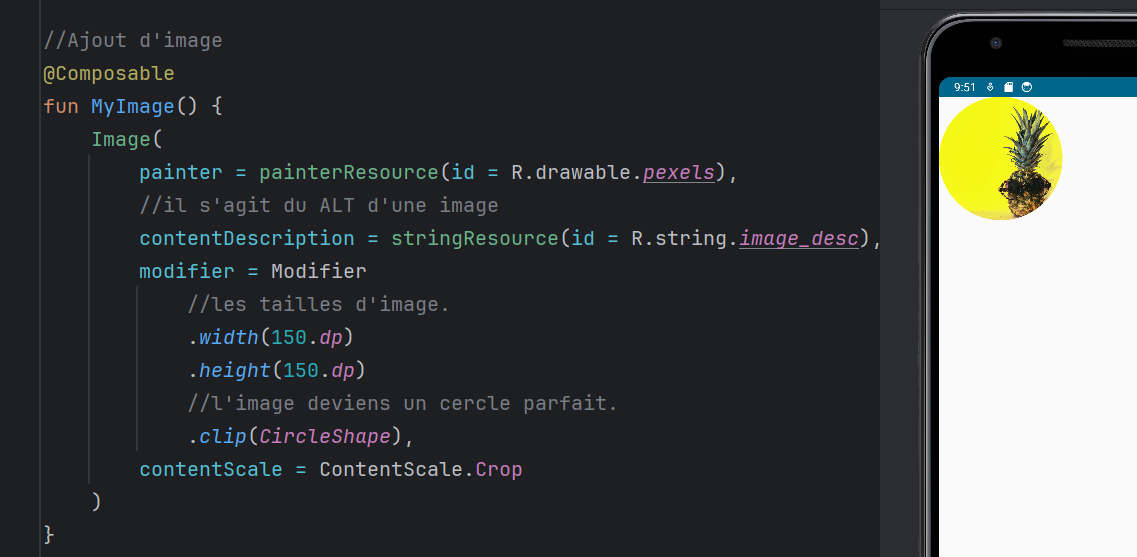 //Ajout d'image
@Composable
fun MyImage() {
Image(
painter = painterResource(id = R.drawable.pexels),
//il s'agit du ALT d'une image
contentDescription = stringResource(id = R.string.image_desc),
modifier = Modifier
//les tailles d'image.
.width(150.dp)
.height(150.dp)
//l'image deviens un cercle parfait.
.clip(CircleShape),
contentScale = ContentScale.Crop
)
}
9:51